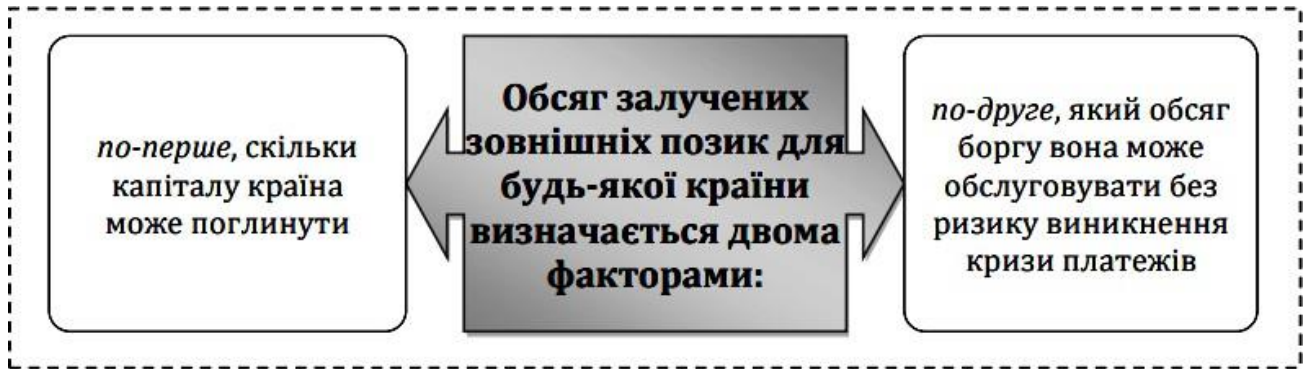 по-перше, скільки
капіталу країна
може поглинути
Обсяг залучених
зовнішніх позик для
будь-якої країни
визначається двома
факторами:
по-друге, який обсяг
боргу вона може
обслуговувати без
ризику виникнення
кризи платежів